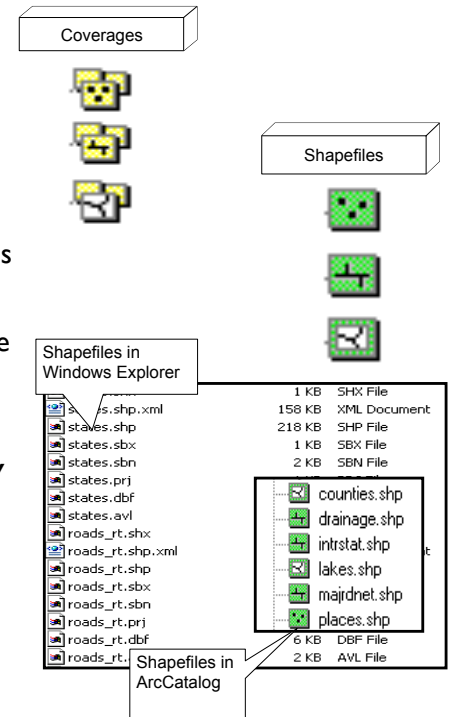 Coverages
Shapefiles
s
e
Shapefiles in
Windows Explorer
1 KB SHX File
states.shp.xml 158 KB XML Document
states.shp 218 KB SHP File
states.sbx 1 KB SBX File
states.sbn 2 KB SBN File
states.prj
states.dbf
states.avl
roads_rt.shx
roads_rt.shp.xml
roads_rt.shp
roads_rt.sbx
roads_rt.sbn
roads_rt.prj
roads_rt.dbf 6 KB DBF File
2 KB AVL File
counties.shp
drainage.shp
intrstat.shp
lakes.shp
majrdnet.shp
places.shp
Shapefiles in
ArcCatalog